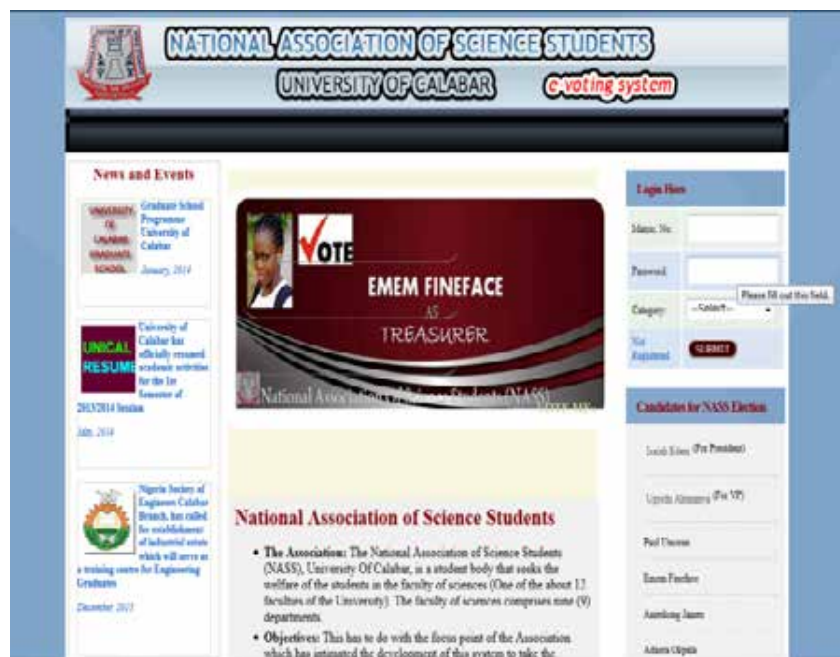 NATIONAL ASSOCIATION OF SCIENCE STUDENTS
UNIVERSITY OF CALABAR
e-voting system
News and Events
UNIVERSITY
OF
CALABAR
GRADUATE
SCHOOL
Graduate School
Programme
University of
Calabar
January, 2014
UNICAL
RESUME
University of
Calabar has
officially resumed
academic activities
for the 1st
Semester of
2013/2014 Session
2014
Nigeria Society of
Engineers Calabar
Branch, has called
for establishment
of industrial estate
which will serve as
a training centre for Engineering
Graduates
December 2013
VOTE
EMEM FINEFACE
AS
TREASURER
National Association of Science Students (NASS)
VOTE
National Association of Science Students
• The Association: The National Association of Science Students
(NASS), University Of Calabar, is a student body that seeks the
welfare of the students in the faculty of sciences (One of the about 12
faculties of the University). The faculty of sciences comprises nine (9)
departments.
• Objectives: This has to do with the focus point of the Association
which has the development of this system to take the
Login Here
No:
Password:
Please fill out this field.
Category:
--Select--
Not
Registered
SUBMIT
Candidates for NASS Election
(For President)
(For VP)
Paul
Emem Fineface
James